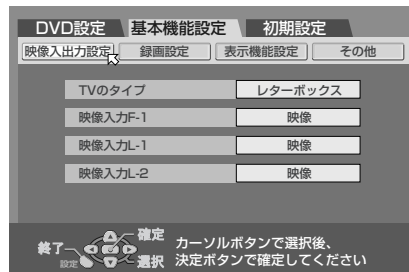 DVD設定 基本機能設定 初期設定
映像入出力設定 録画設定 表示機能設定 その他
TVのタイプ レターボックス
映像入力F-1 映像
映像入力L-1 映像
映像入力L-2 映像
確定
終了
設定 選択
カーソルボタンで選択後、
決定ボタンで確定してください